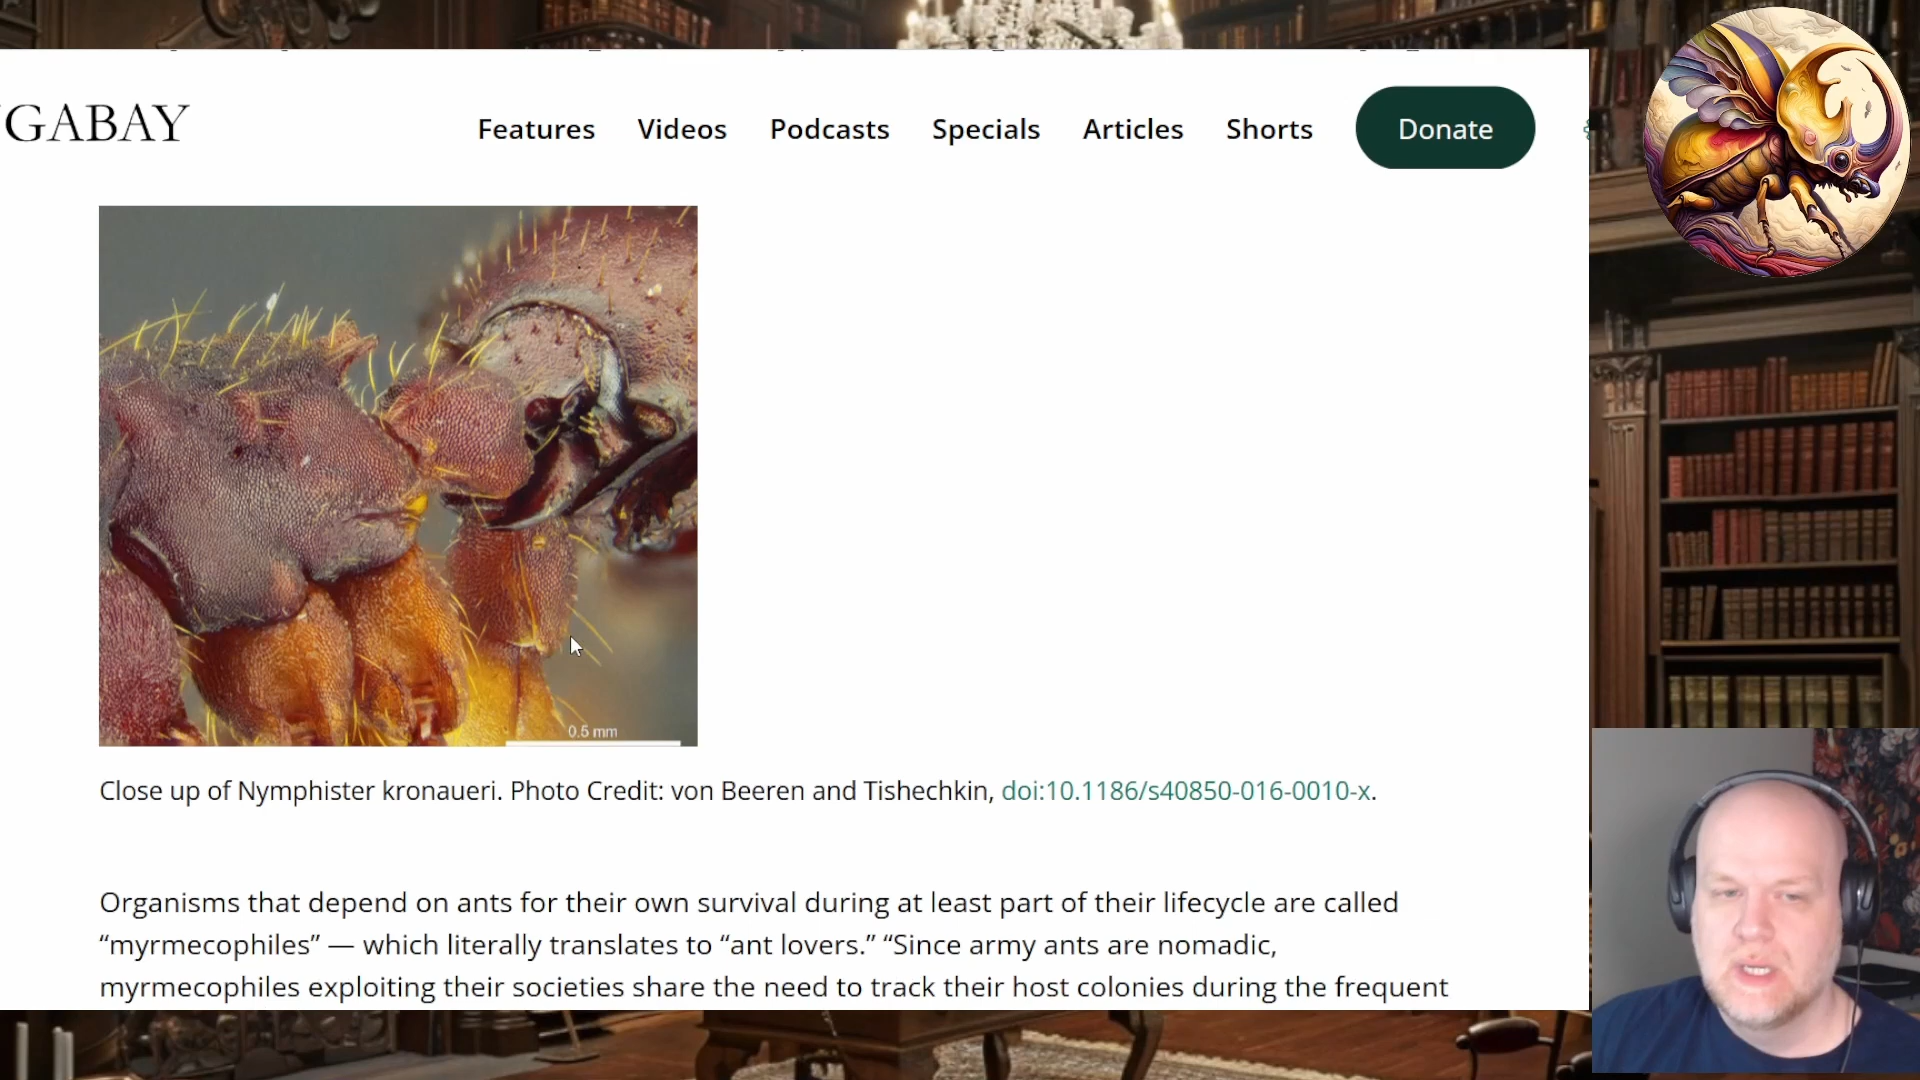 GABAY
Features
Videos
Podcasts
Specials
Articles
Shorts
Donate
0.5 mm
Close up of Nymphister kronaueri. Photo Credit: von Beeren and Tishechkin, doi:10.1186/s40850-016-0010-x.
Organisms that depend on ants for their own survival during at least part of their lifecycle are called
“myrmecophiles” — which literally translates to “ant lovers.” “Since army ants are nomadic,
myrmecophiles exploiting their societies share the need to track their host colonies during the frequent